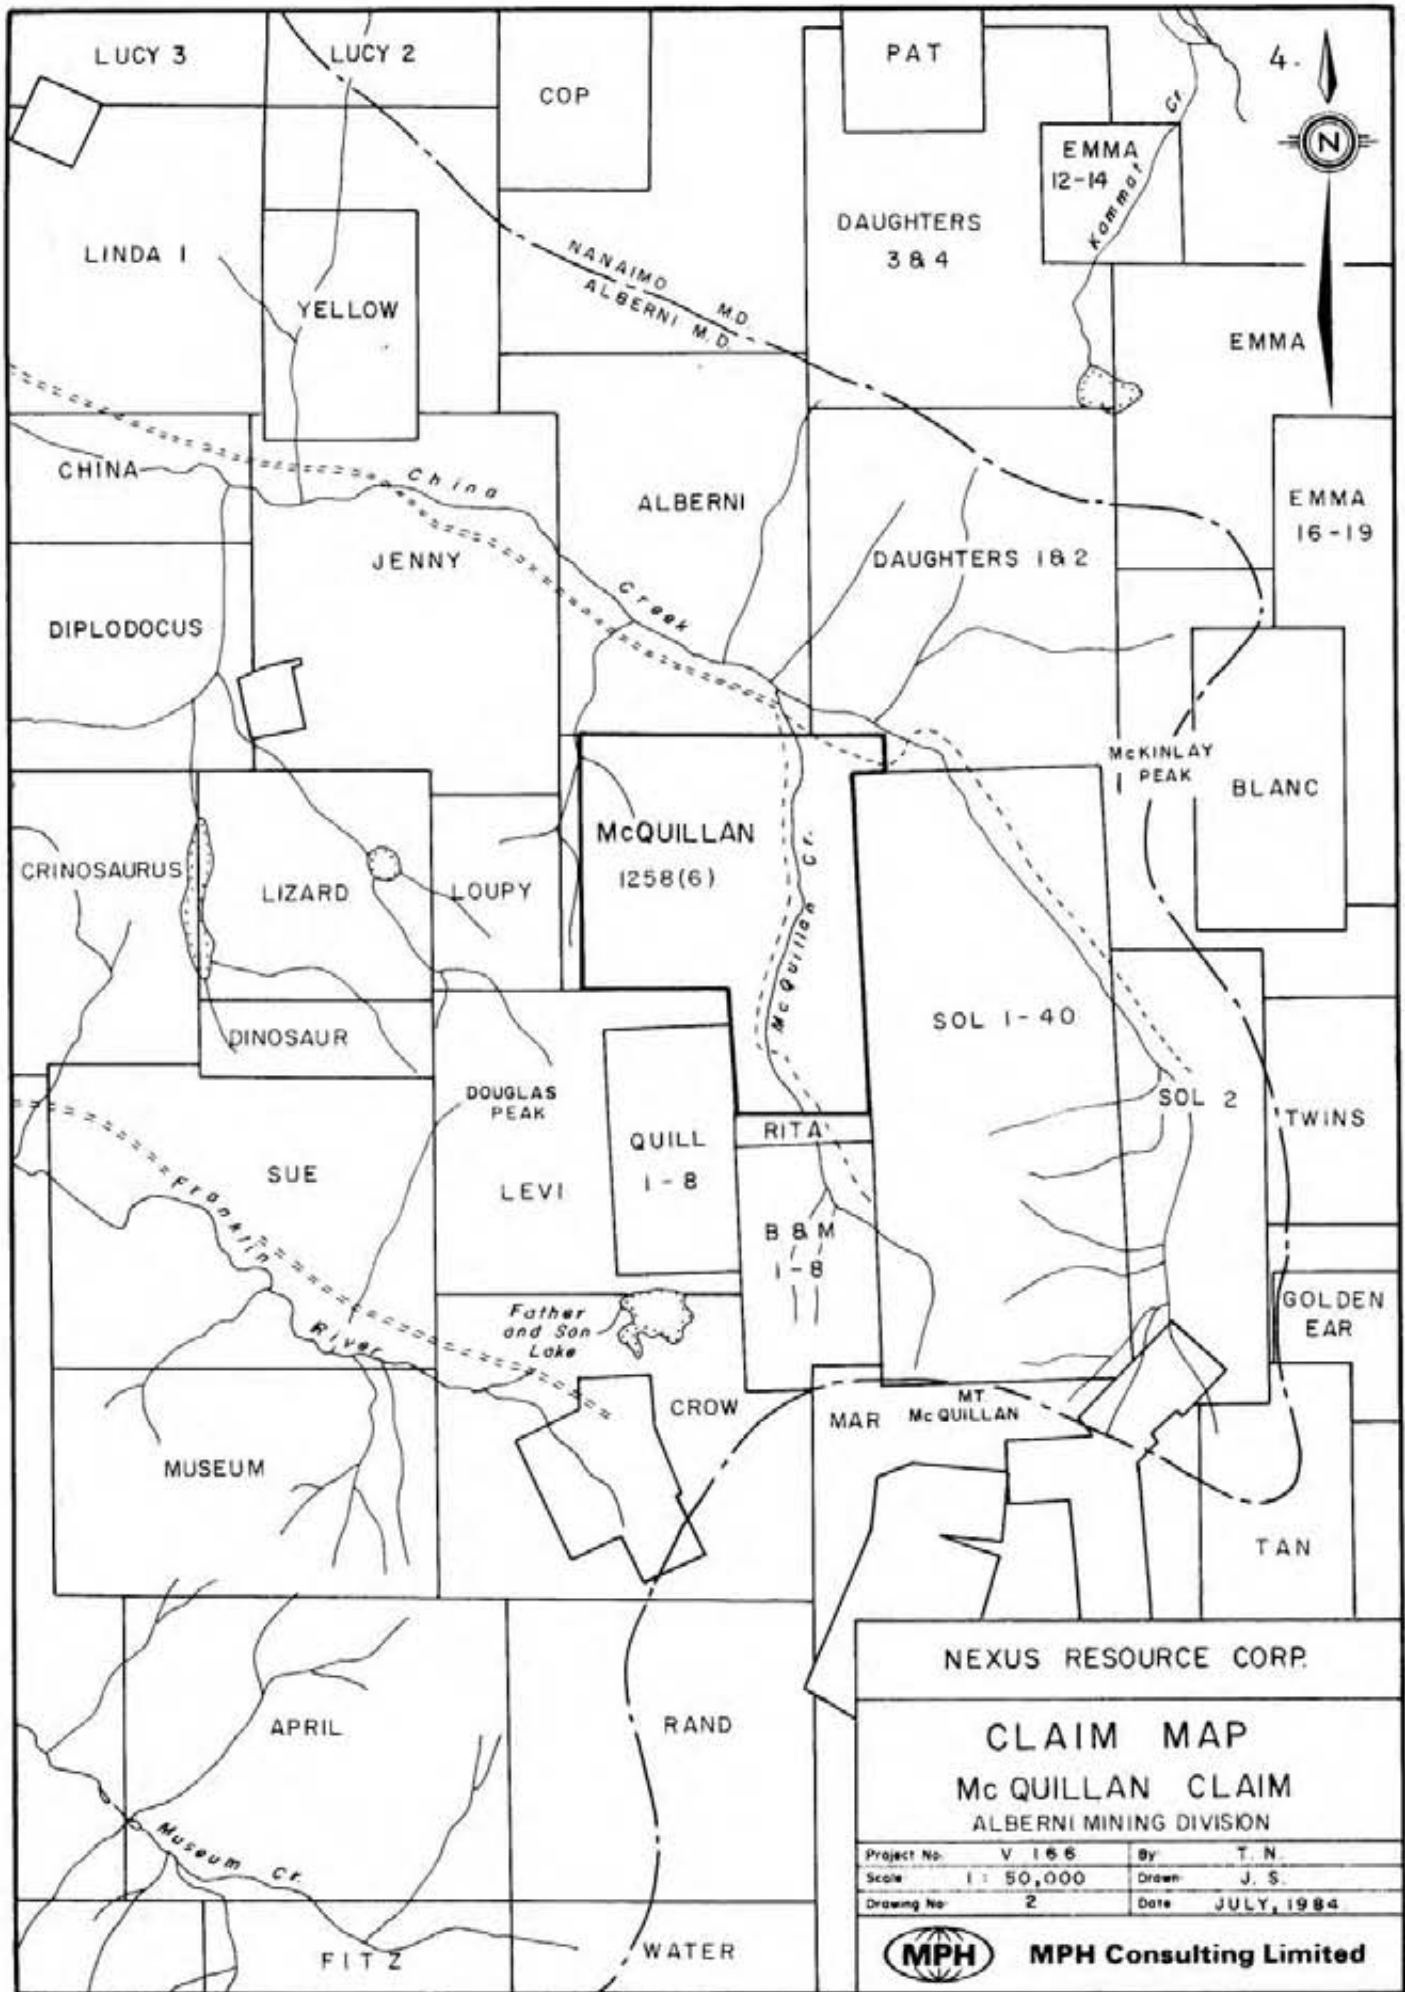 LUCY 3
LUCY 2
COP
PAT
4.
N
EMMA
12-14
Kammat Cr.
LINDA 1
DAUGHTERS
3 & 4
YELLOW
NANAIMO M.D.
ALBERNI M.D.
EMMA
CHINA
China Creek
ALBERNI
EMMA
16-19
JENNY
DAUGHTERS 1 & 2
DIPLODOCUS
McKINLAY
PEAK
BLANC
CRINOSAURUS
LIZARD
LOUPY
McQUILLAN
1258(6)
McQuillan Cr.
SOL 1-40
DINOSAUR
DOUGLAS
PEAK
SOL 2
TWINS
RITA
QUILL
1-8
SUE
LEVI
Franklin River
B & M
1-8
Father
and Son
Lake
GOLDEN
EAR
CROW
MAR
MT.
McQUILLAN
MUSEUM
TAN
APRIL
RAND
Museum Cr.
FITZ
WATER
NEXUS RESOURCE CORP.
CLAIM MAP
Mc QUILLAN CLAIM
ALBERNI MINING DIVISION
Project No. V 166 By T. N.
Scale 1 : 50,000 Drawn J. S.
Drawing No 2 Date JULY, 1984
MPH MPH Consulting Limited